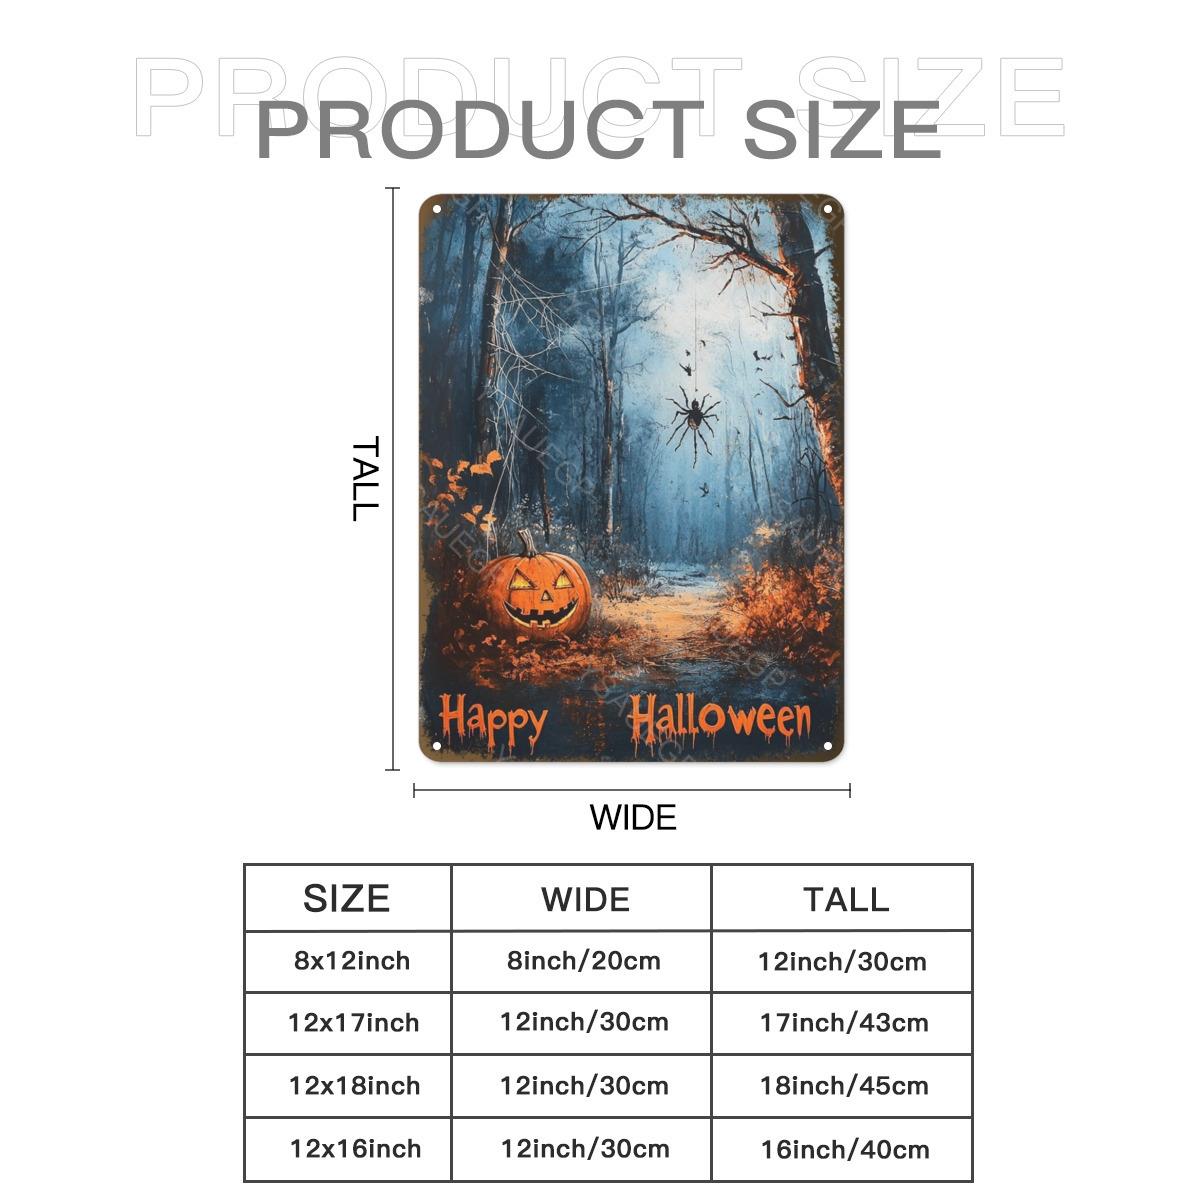 PRODUCT SIZE
PRODUCT SIZE
TALL
Happy Halloween
WIDE
SIZE WIDE TALL
8x12inch 8inch/20cm 12inch/30cm
12x17inch 12inch/30cm 17inch/43cm
12x18inch 12inch/30cm 18inch/45cm
12x16inch 12inch/30cm 16inch/40cm